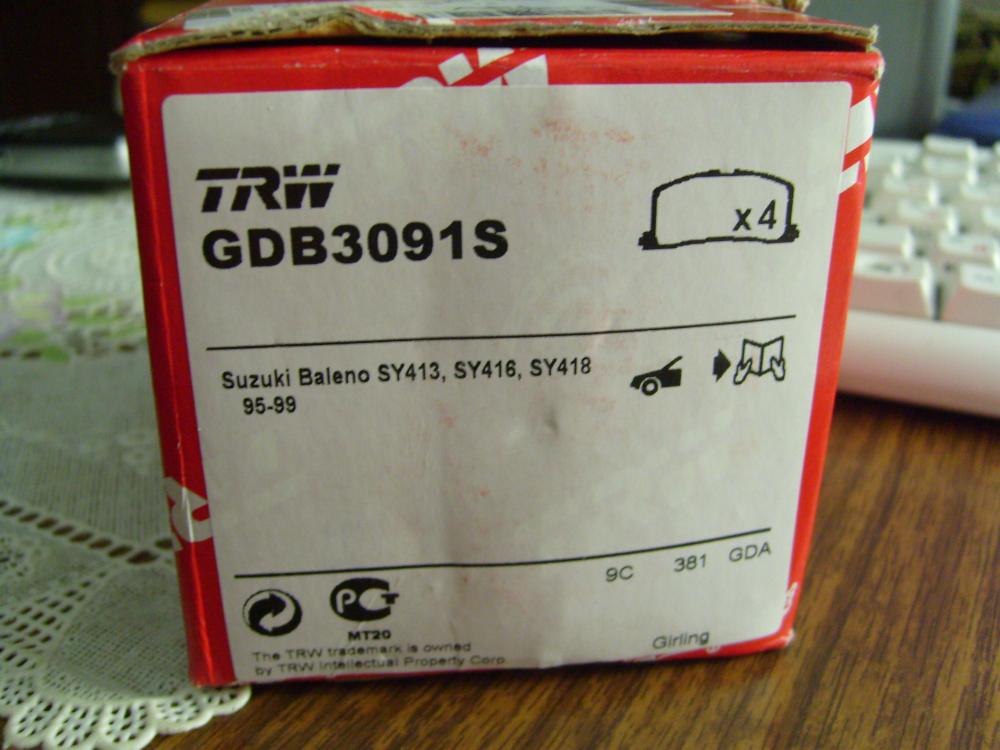 TRW
GDB3091S
x4
Suzuki Baleno SY413, SY416, SY418
95-99
9C 381 GDA
PCT
MT20
The TRW trademark is owned
by TRW Intellectual Property Corp.
Girling